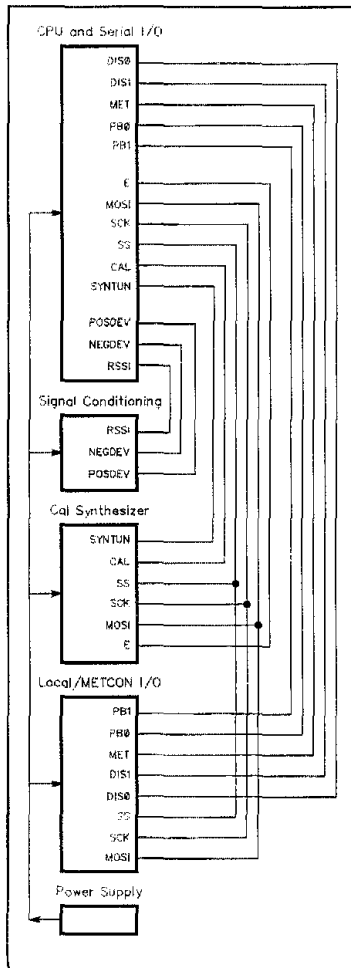 CPU and Serial I/O
DIS0
DIS1
MET
PB0
PB1
E
MOSI
SCK
SS
CAL
SYNTUN
POSDEV
NEGDEV
RSSI
Signal Conditioning
RSSI
NEGDEV
POSDEV
Cal Synthesizer
SYNTUN
CAL
SS
SCK
MOSI
E
Local/METCON I/O
PB1
PB0
MET
DIS1
DIS0
SS
SCK
MOSI
Power Supply